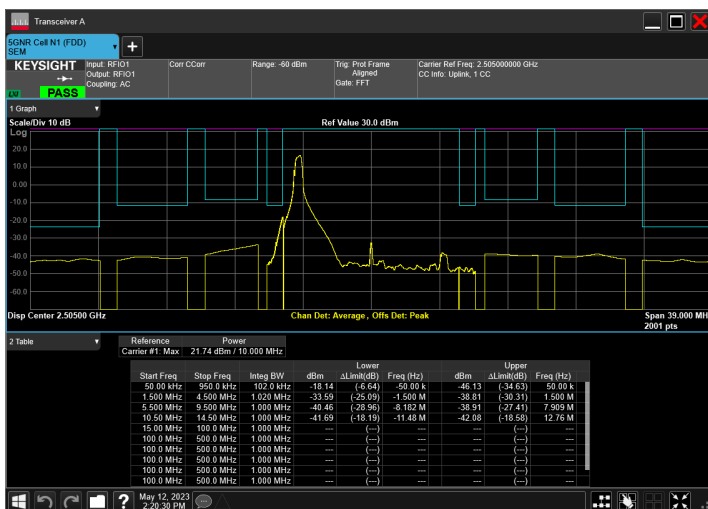 Transceiver A
5GNR Cell N1 (FDD)
SEM
KEYSIGHT
LXI
PASS
Input: RFIO1
Output: RFIO1
Coupling: AC
Corr CCorr
Range: -60 dBm
Trig: Prot Frame
Aligned
Gate: FFT
Carrier Ref Freq: 2.505000000 GHz
CC Info: Uplink, 1 CC
1 Graph
Scale/Div 10 dB
Ref Value 30.0 dBm
Log
20.0
10.0
0.00
-10.0
-20.0
-30.0
-40.0
-50.0
-60.0
Disp Center 2.50500 GHz
Chan Det: Average, Offs Det: Peak
Span 39.000 MH
2001 pts
2 Table
Reference Power
Carrier #1: Max 21.74 dBm / 10.000 MHz
Lower Upper
Start Freq Stop Freq Integ BW dBm ΔLimit(dB) Freq (Hz) dBm ΔLimit(dB) Freq (Hz)
50.00 kHz 950.0 kHz 102.0 kHz -18.14 (-6.64) -50.00 k -46.13 (-34.63) 50.00 k
1.500 MHz 4.500 MHz 1.020 MHz -33.59 (-25.09) -1.500 M -38.81 (-30.31) 1.500 M
5.500 MHz 9.500 MHz 1.000 MHz -40.46 (-28.96) -8.182 M -38.91 (-27.41) 7.909 M
10.50 MHz 14.50 MHz 1.000 MHz -41.69 (-18.19) -11.48 M -42.08 (-18.58) 12.76 M
15.00 MHz 100.0 MHz 1.000 MHz --- (---) --- --- (---) ---
100.0 MHz 500.0 MHz 1.000 MHz --- (---) --- --- (---) ---
100.0 MHz 500.0 MHz 1.000 MHz --- (---) --- --- (---) ---
100.0 MHz 500.0 MHz 1.000 MHz --- (---) --- --- (---) ---
100.0 MHz 500.0 MHz 1.000 MHz --- (---) --- --- (---) ---
100.0 MHz 500.0 MHz 1.000 MHz --- (---) --- --- (---) ---
May 12, 2023
2:20:30 PM